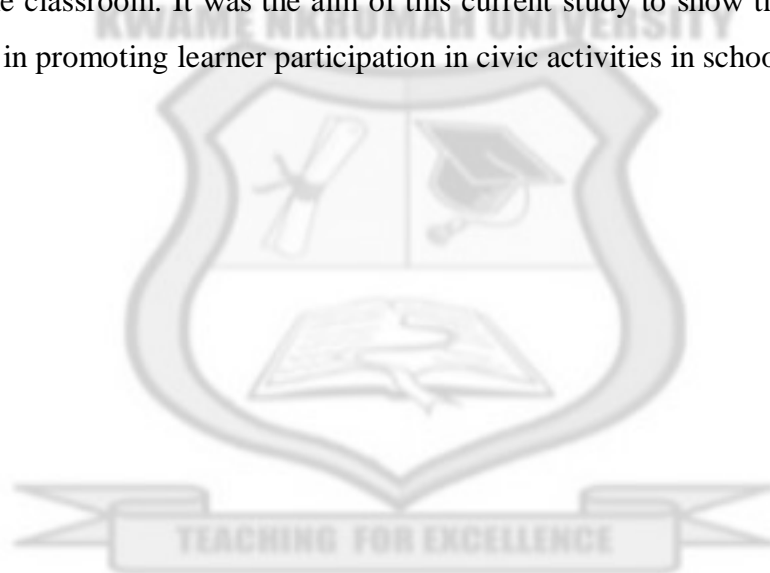 e classroom. It was the aim of this current study to show th
KWAME NKRUMAH UNIVERSITY
in promoting learner participation in civic activities in schoo
TEACHING FOR EXCELLENCE